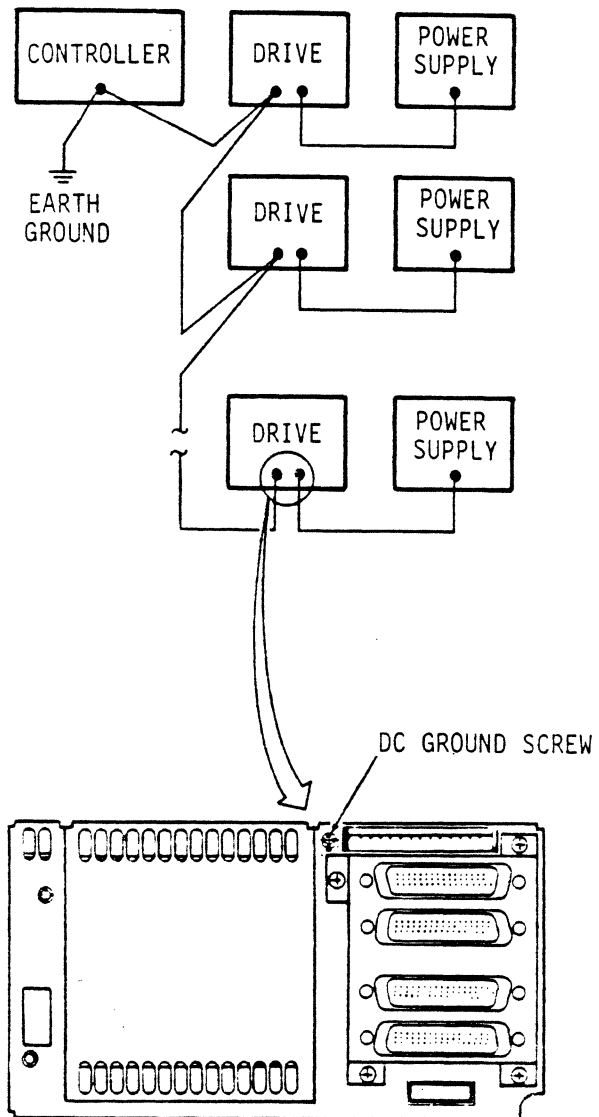 CONTROLLER
DRIVE
POWER
SUPPLY
EARTH
GROUND
DRIVE
POWER
SUPPLY
DRIVE
POWER
SUPPLY
DC GROUND SCREW